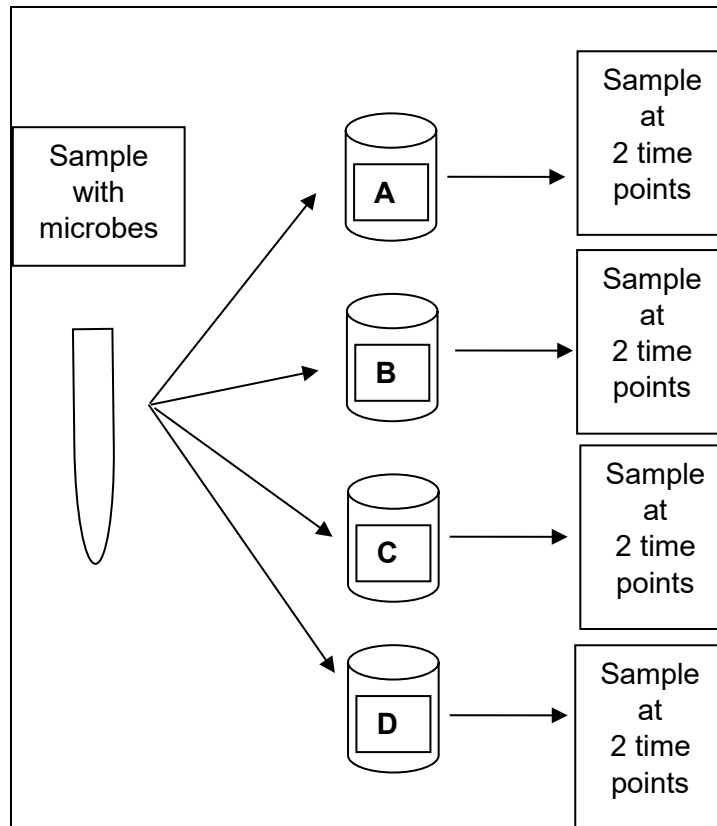 Sample
with
microbes
A
Sample
at
2 time
points
B
Sample
at
2 time
points
C
Sample
at
2 time
points
D
Sample
at
2 time
points